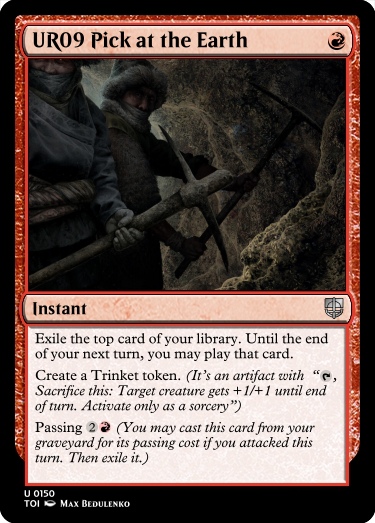 UR09 Pick at the Earth
Instant
Exile the top card of your library. Until the end
of your next turn, you may play that card.
Create a Trinket token. (It's an artifact with ",
Sacrifice this: Target creature gets +1/+1 until end
of turn. Activate only as a sorcery")
Passing 2 (You may cast this card from your
graveyard for its passing cost if you attacked this
turn. Then exile it.)
U 0150
TOI Max Bedulenko